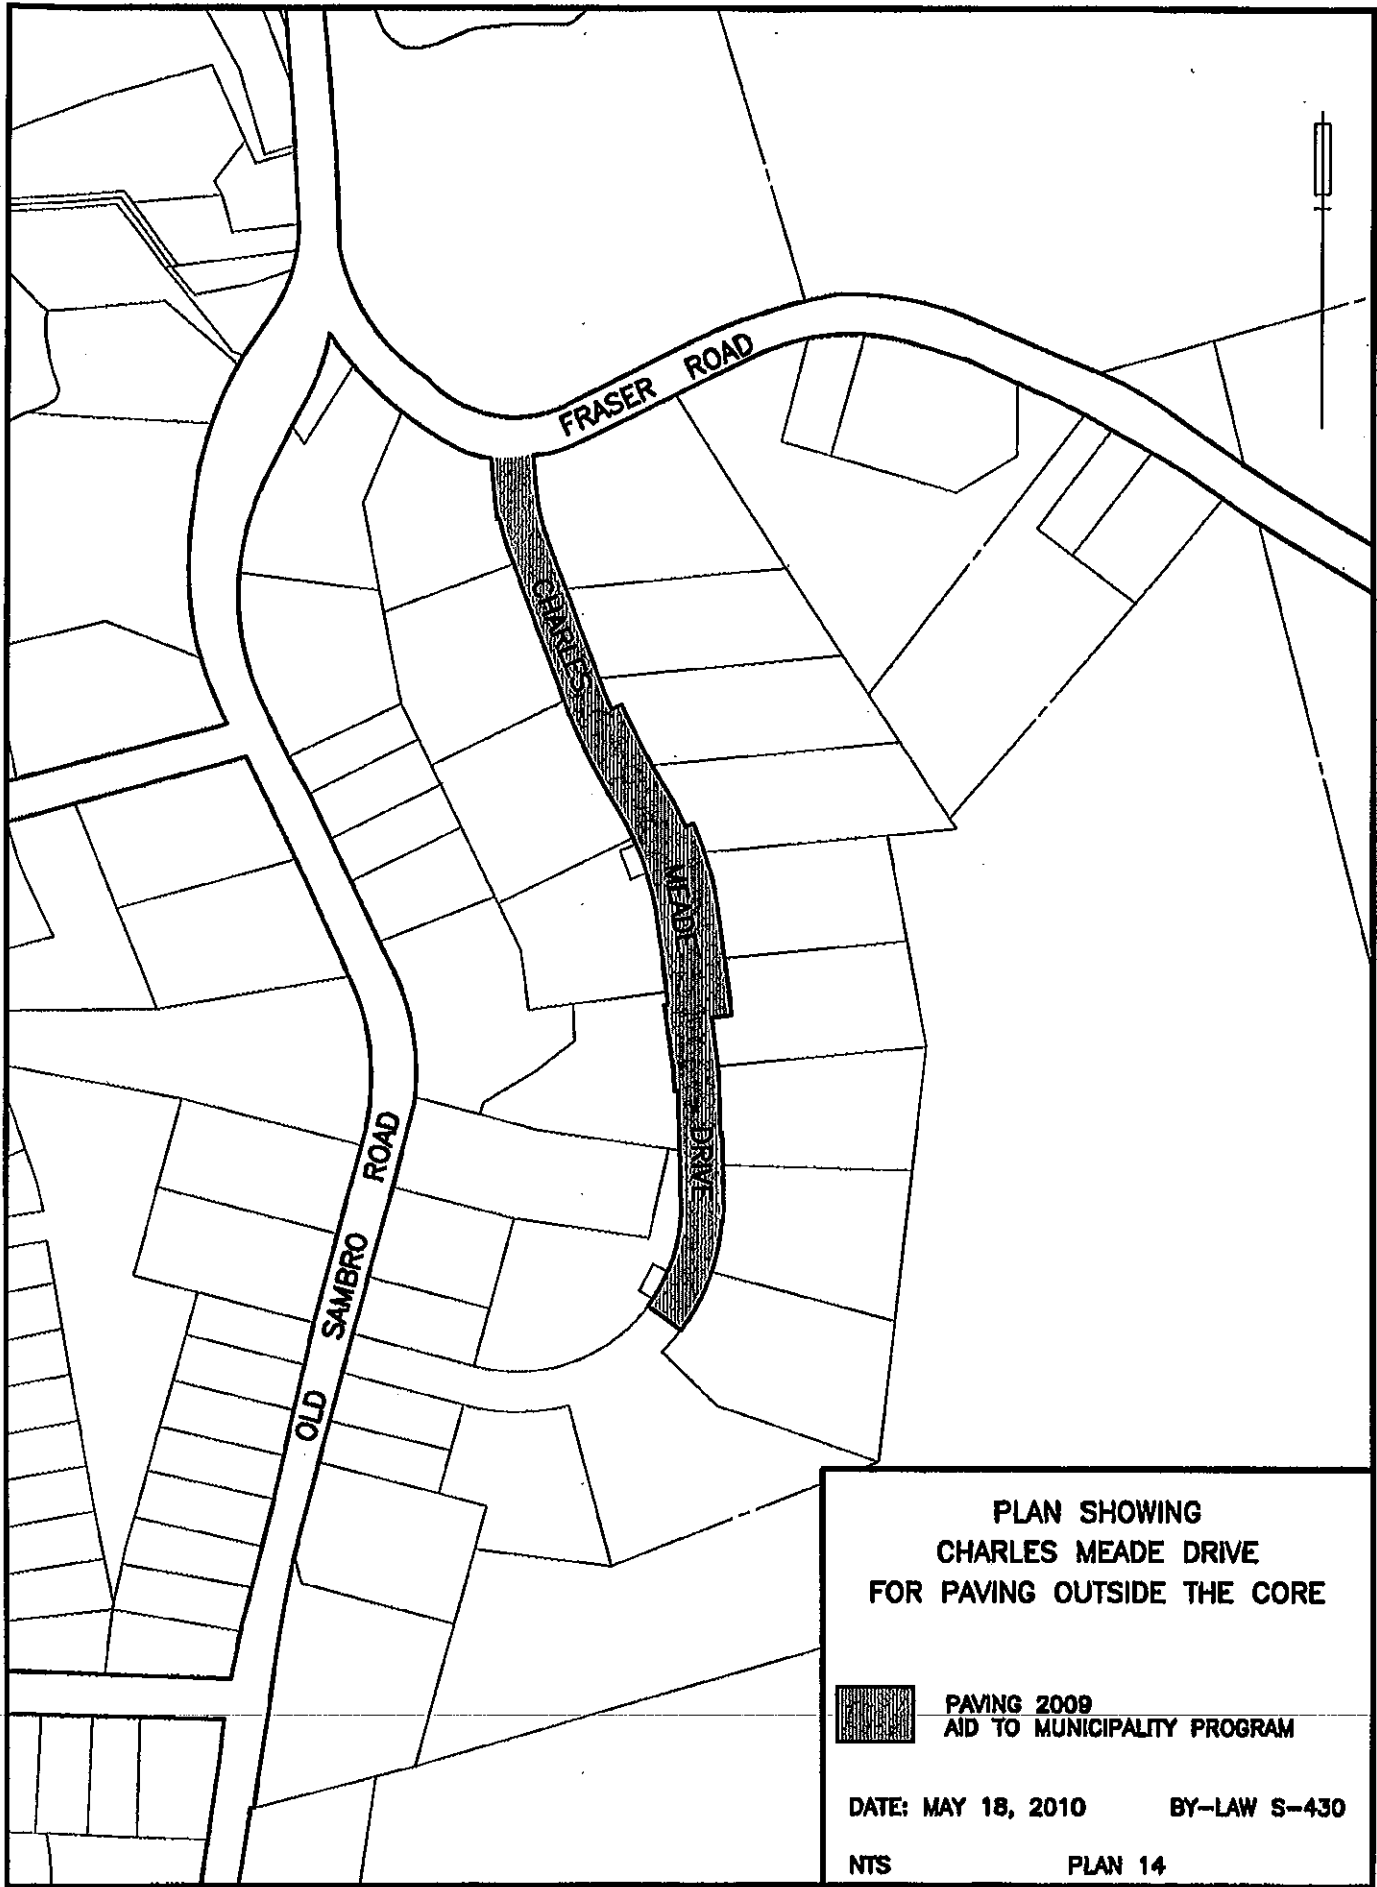 FRASER ROAD
CHARLES MEADE DRIVE
OLD SAMBRO ROAD
PLAN SHOWING
CHARLES MEADE DRIVE
FOR PAVING OUTSIDE THE CORE
PAVING 2009
AID TO MUNICIPALITY PROGRAM
DATE: MAY 18, 2010 BY-LAW S-430
NTS PLAN 14